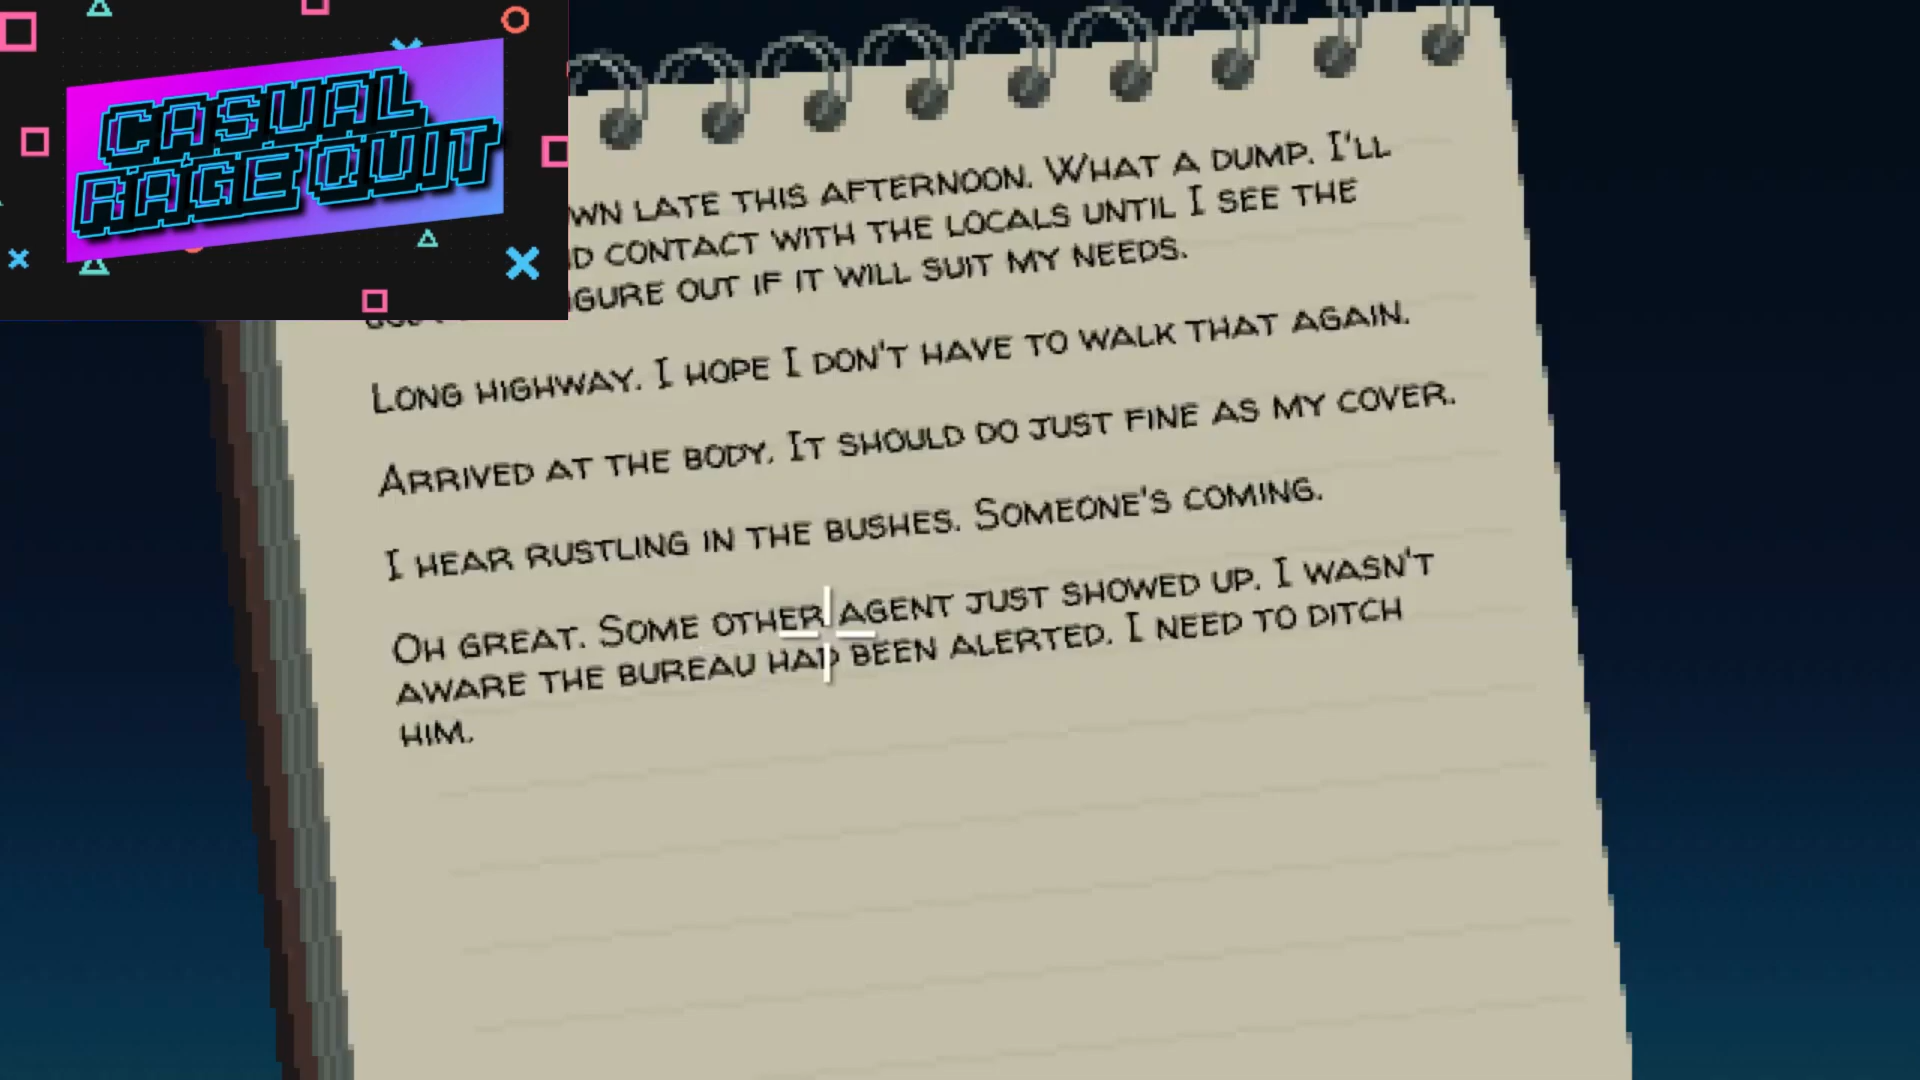 CASUAL
RAGE QUIT
WN LATE THIS AFTERNOON. WHAT A DUMP. I'LL
D CONTACT WITH THE LOCALS UNTIL I SEE THE
GURE OUT IF IT WILL SUIT MY NEEDS.
LONG HIGHWAY. I HOPE I DON'T HAVE TO WALK THAT AGAIN.
ARRIVED AT THE BODY. IT SHOULD DO JUST FINE AS MY COVER.
I HEAR RUSTLING IN THE BUSHES. SOMEONE'S COMING.
OH GREAT. SOME OTHER AGENT JUST SHOWED UP. I WASN'T
AWARE THE BUREAU HAD BEEN ALERTED. I NEED TO DITCH
HIM.